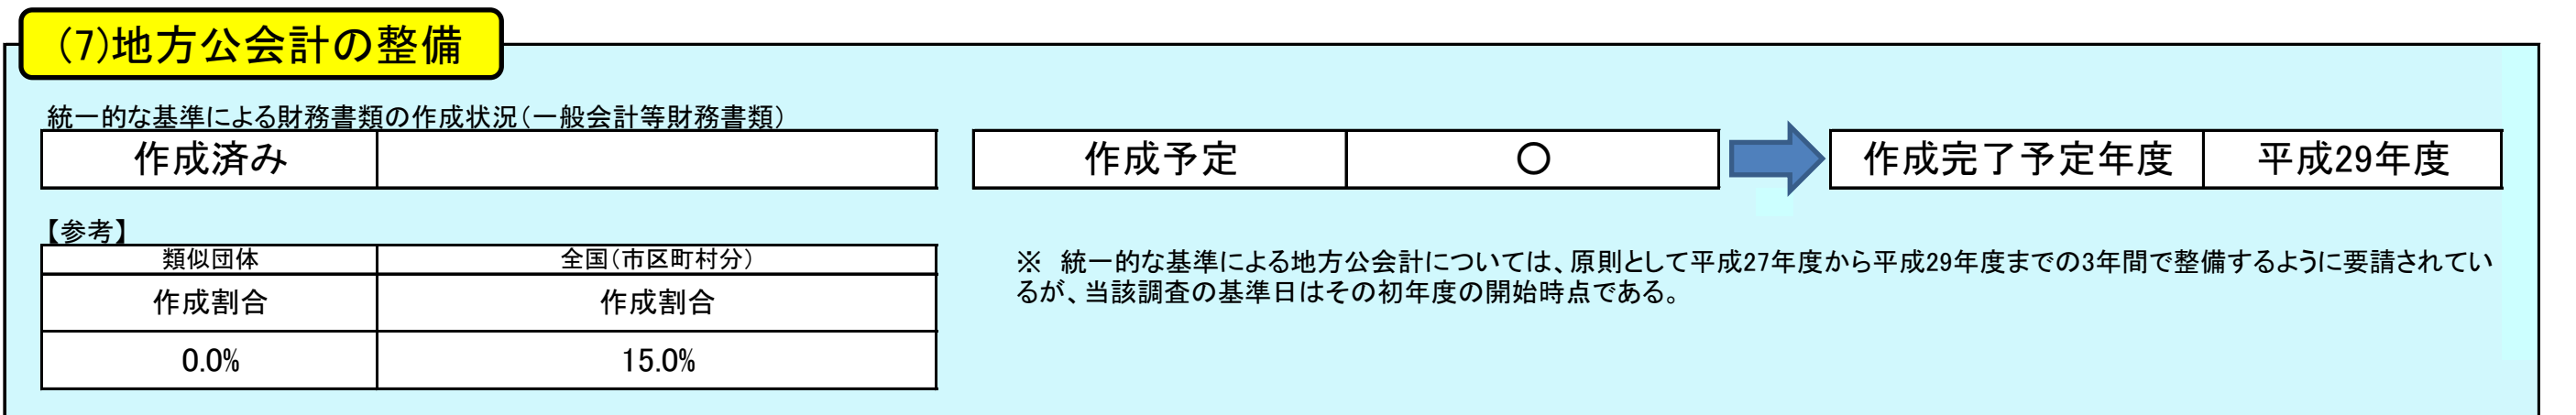 (7)地方公会計の整備
統一的な基準による財務書類の作成状況(一般会計等財務書類)
作成済み 作成予定 ○ 作成完了予定年度 平成29年度
【参考】
類似団体 全国(市区町村分)
作成割合 作成割合
0.0% 15.0%
※ 統一的な基準による地方公会計については、原則として平成27年度から平成29年度までの3年間で整備するように要請されてい
るが、当該調査の基準日はその初年度の開始時点である。